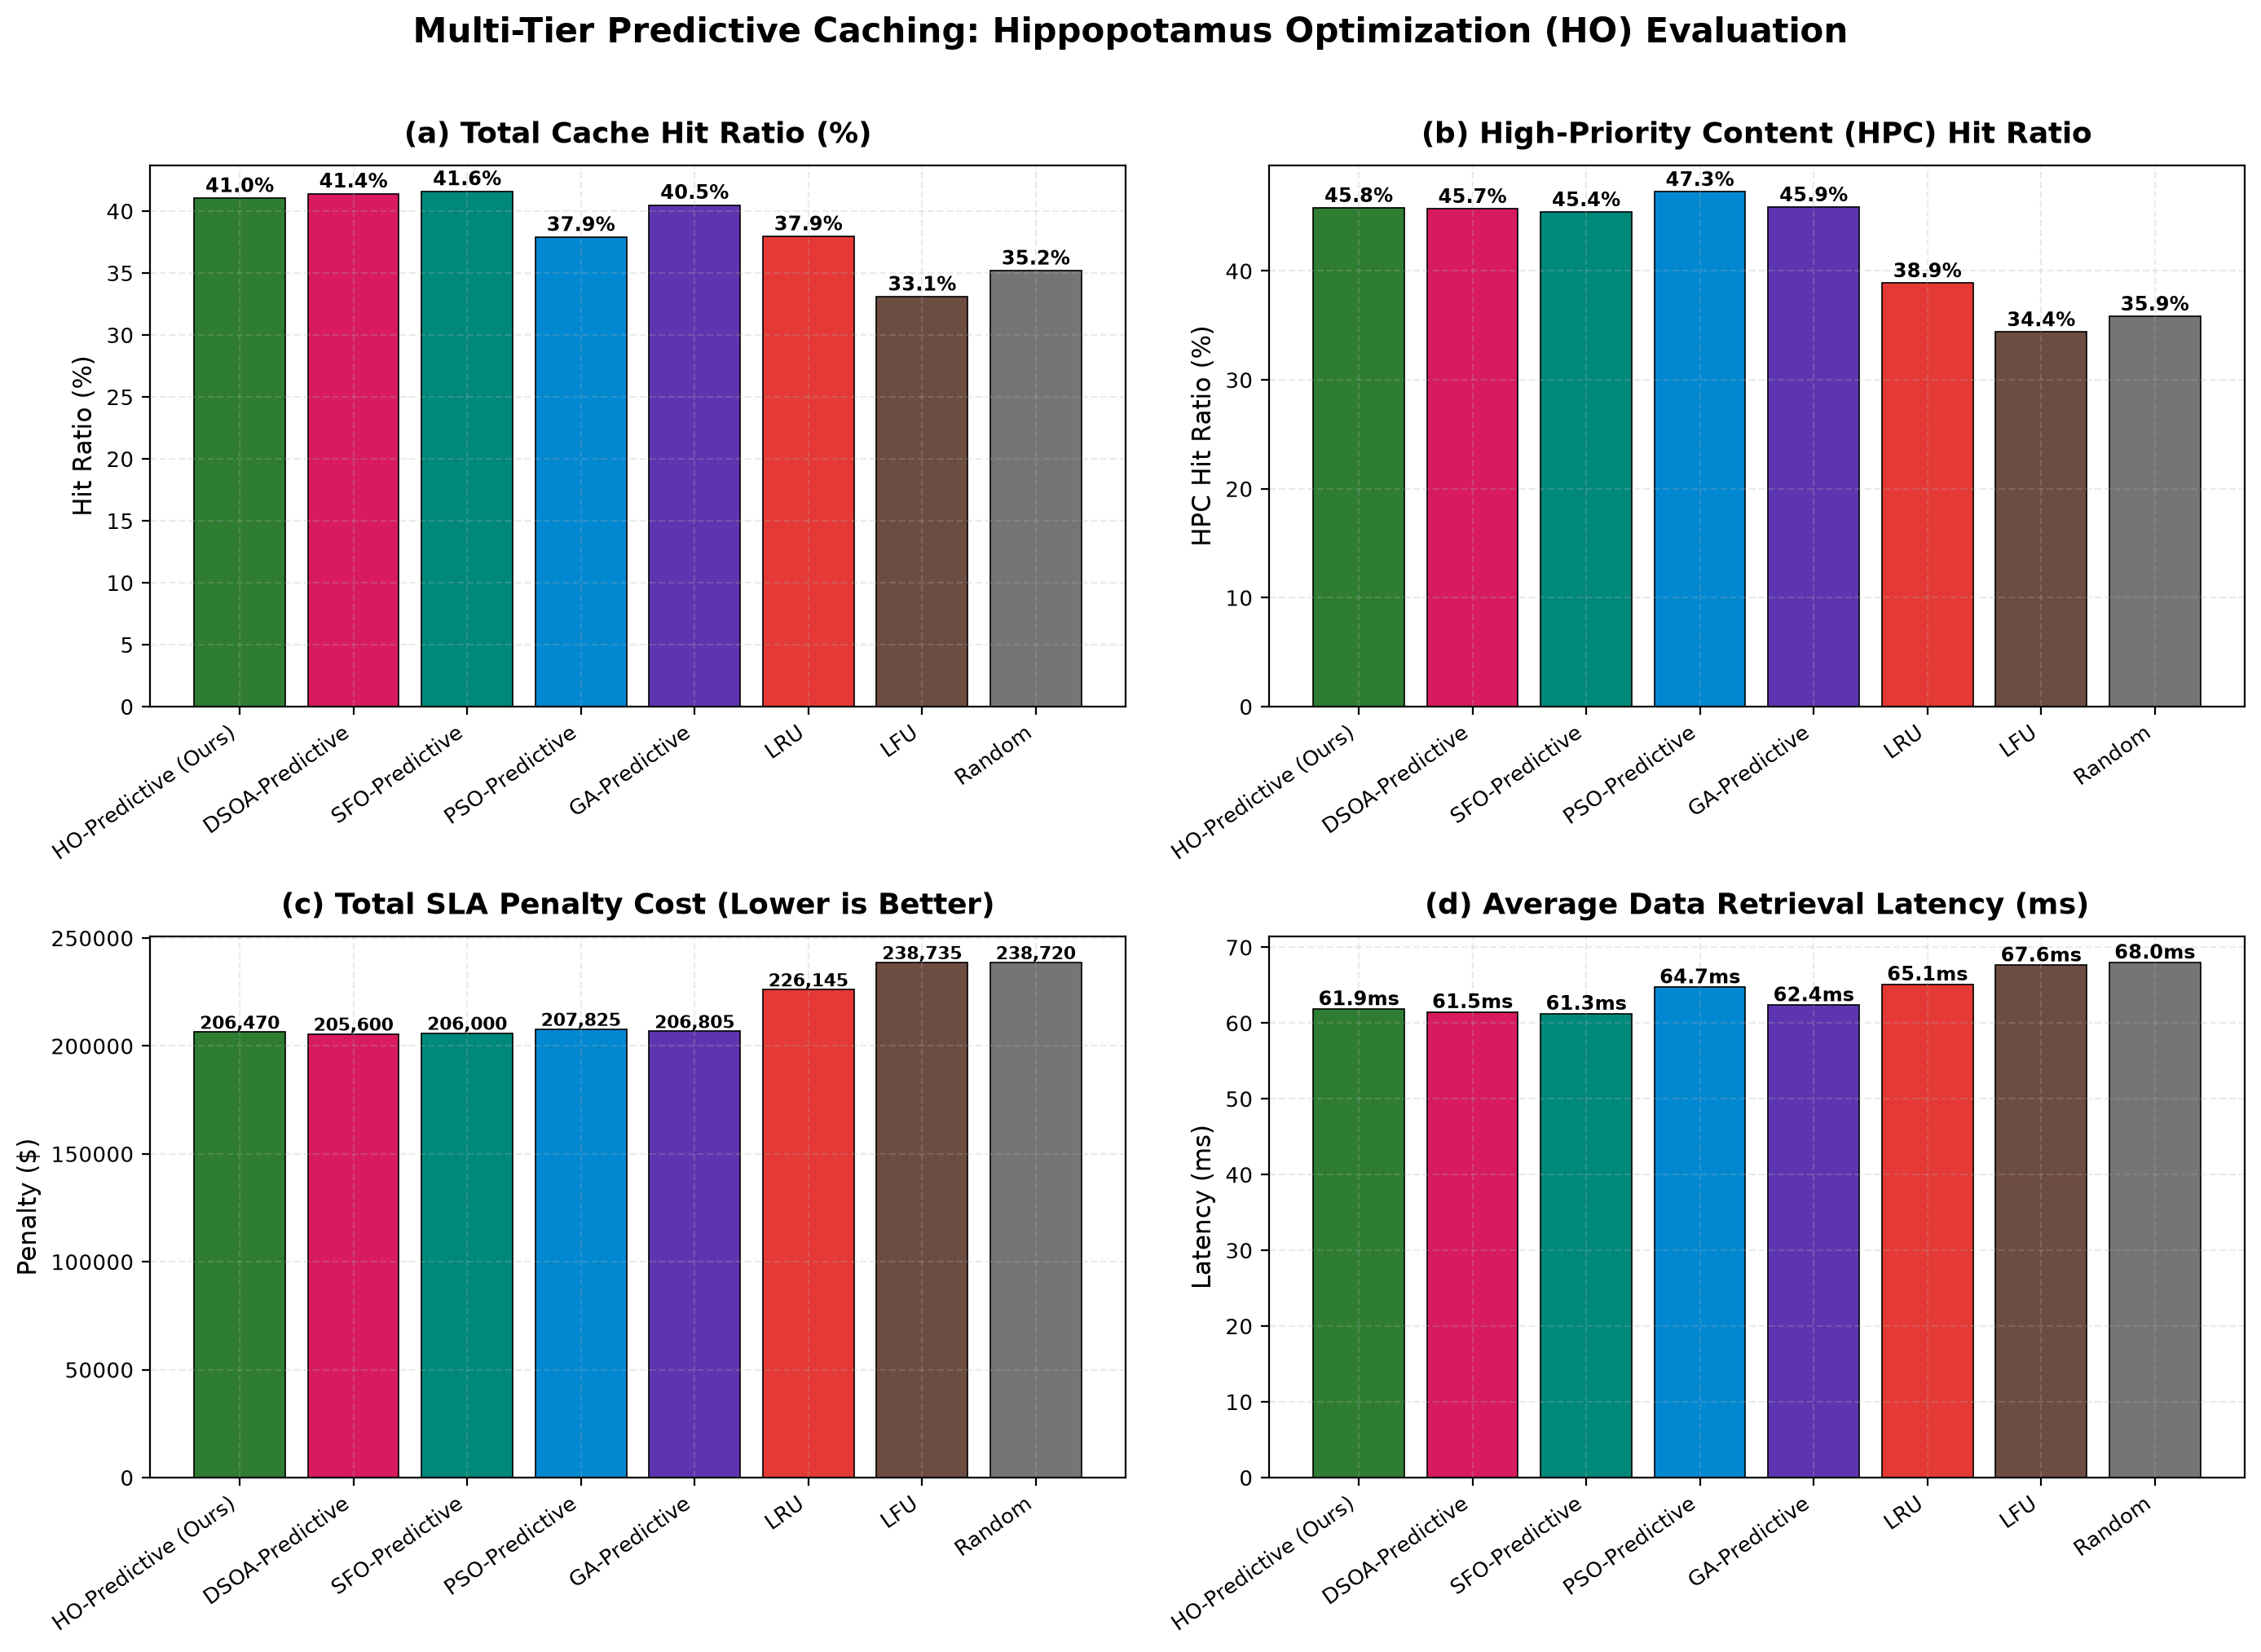 Multi-Tier Predictive Caching: Hippopotamus Optimization (HO) Evaluation
(a) Total Cache Hit Ratio (%)
Hit Ratio (%)
40
35
30
25
20
15
10
5
0
41.0%
41.4%
41.6%
37.9%
40.5%
37.9%
33.1%
35.2%
HO-Predictive (Ours)
DSOA-Predictive
SFO-Predictive
PSO-Predictive
GA-Predictive
LRU
LFU
Random
(b) High-Priority Content (HPC) Hit Ratio
HPC Hit Ratio (%)
40
30
20
10
0
45.8%
45.7%
45.4%
47.3%
45.9%
38.9%
34.4%
35.9%
HO-Predictive (Ours)
DSOA-Predictive
SFO-Predictive
PSO-Predictive
GA-Predictive
LRU
LFU
Random
(c) Total SLA Penalty Cost (Lower is Better)
Penalty ($)
250000
200000
150000
100000
50000
0
206,470
205,600
206,000
207,825
206,805
226,145
238,735
238,720
HO-Predictive (Ours)
DSOA-Predictive
SFO-Predictive
PSO-Predictive
GA-Predictive
LRU
LFU
Random
(d) Average Data Retrieval Latency (ms)
Latency (ms)
70
60
50
40
30
20
10
0
61.9ms
61.5ms
61.3ms
64.7ms
62.4ms
65.1ms
67.6ms
68.0ms
HO-Predictive (Ours)
DSOA-Predictive
SFO-Predictive
PSO-Predictive
GA-Predictive
LRU
LFU
Random